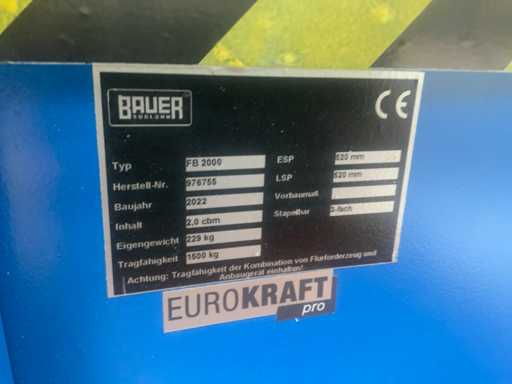 BAUER
SÜDLOHN
CE
Typ FB 2000
Herstell-Nr. 976755
Baujahr 2022
Inhalt 2.0 cbm
Eigengewicht 229 kg
Tragfähigkeit 1500 kg
ESP 520 mm
LSP 520 mm
Vorbaumaß
Stapelbar 3-fach
Achtung: Tragfähigkeit der Kombination von Flurförderzeug und
Anbaugerät einhalten!
EUROKRAFT
pro